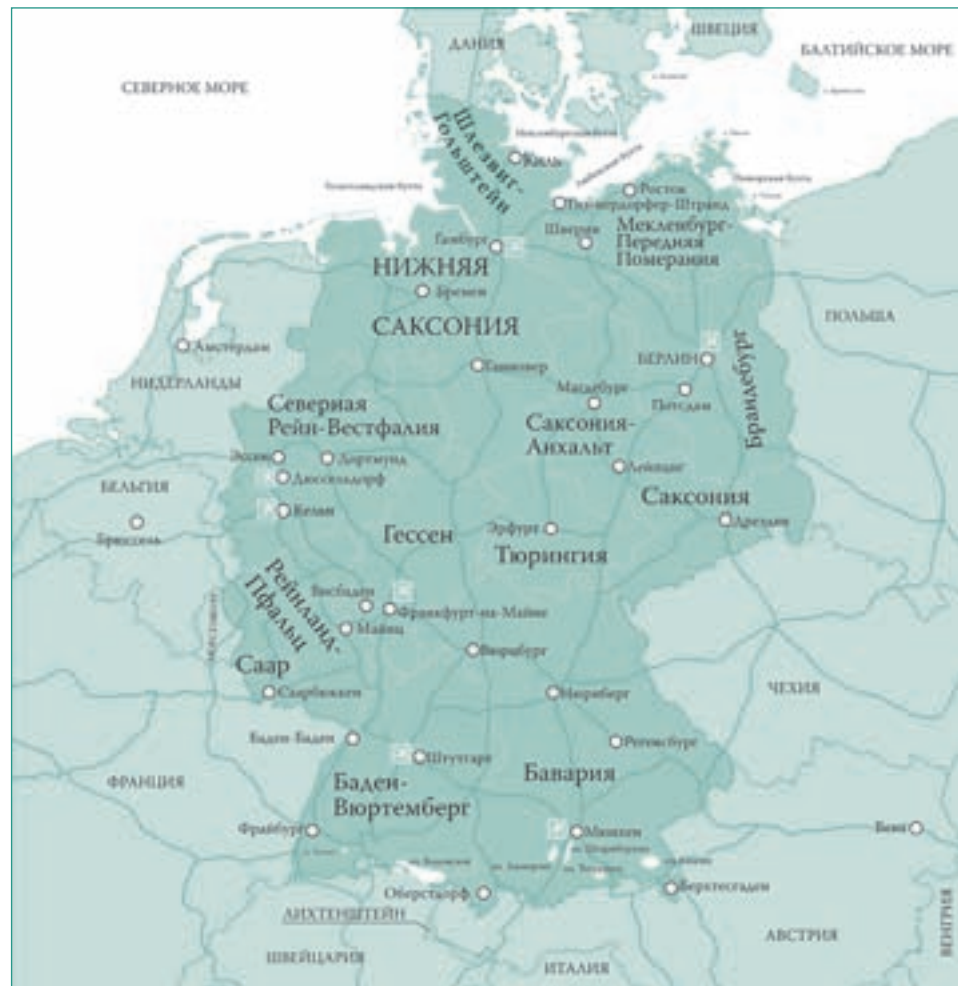 ШВЕЦИЯ
ДАНИЯ
БАЛТИЙСКОЕ МОРЕ
СЕВЕРНОЕ МОРЕ
Шлезвиг-
Гольштейн
Киль
Росток
Шверин
Мекленбург-
Передняя
Померания
Гамбург
НИЖНЯЯ
САКСОНИЯ
Бремен
ПОЛЬША
Амстердам
НИДЕРЛАНДЫ
Ганновер
БЕРЛИН
Бранденбург
Потсдам
Магдебург
Саксония-
Анхальт
Северная
Рейн-Вестфалия
Эссен
Дортмунд
Дюссельдорф
Лейпциг
БЕЛЬГИЯ
Брюссель
Кельн
Саксония
Дрезден
Гессен
Эрфурт
Тюрингия
Рейнланд-
Пфальц
Висбаден
Франкфурт-на-Майне
Майнц
Вюрцбург
Саар
Саарбрюккен
Нюрнберг
ЧЕХИЯ
Баден-Баден
Штутгарт
Регенсбург
ФРАНЦИЯ
Баден-
Вюртемберг
Бавария
Фрайбург
Мюнхен
Вена
Оберстдорф
Берхтесгаден
ЛИХТЕНШТЕЙН
АВСТРИЯ
ВЕНГРИЯ
ШВЕЙЦАРИЯ
ИТАЛИЯ